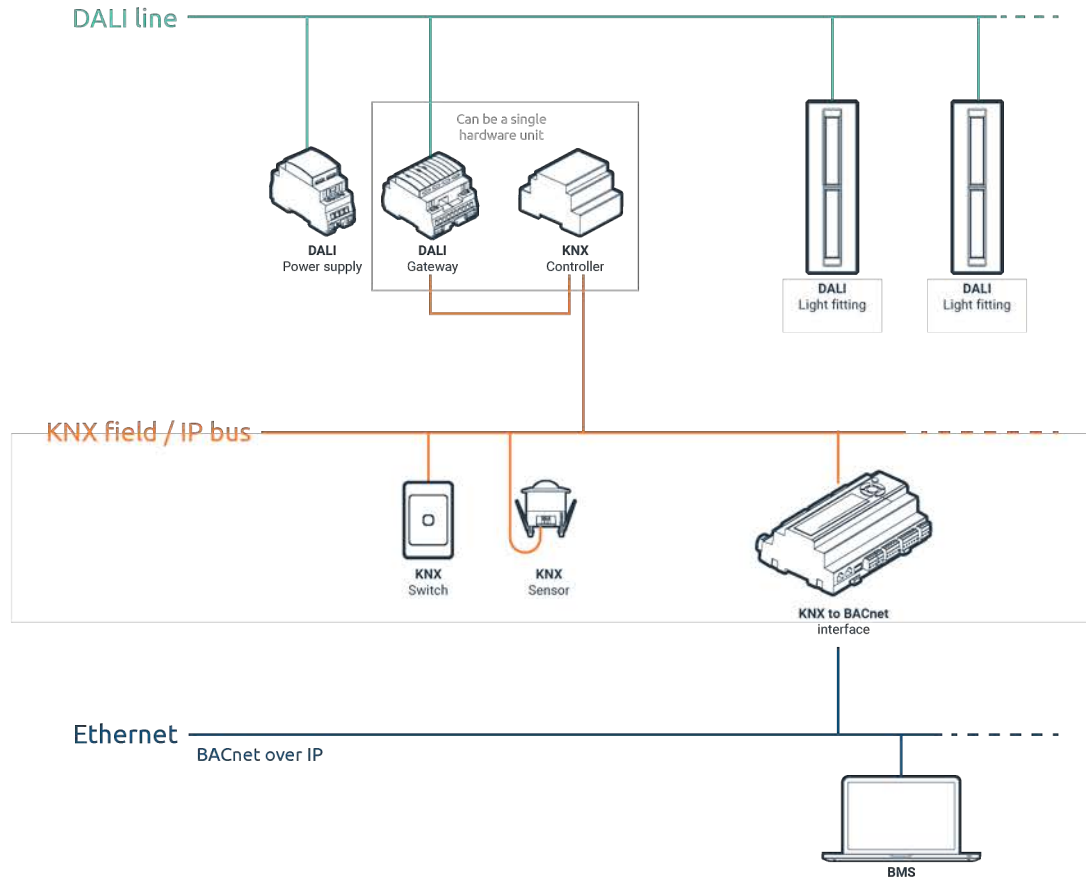 DALI line
Can be a single
hardware unit
DALI
Power supply
DALI
Gateway
KNX
Controller
DALI
Light fitting
DALI
Light fitting
KNX field / IP bus
KNX
Switch
KNX
Sensor
KNX to BACnet
interface
Ethernet
BACnet over IP
BMS